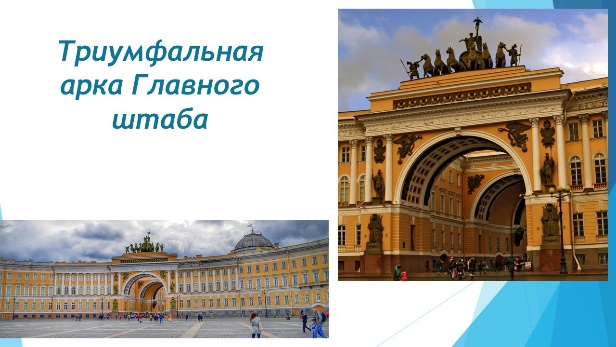 Триумфальная
арка Главного
штаба